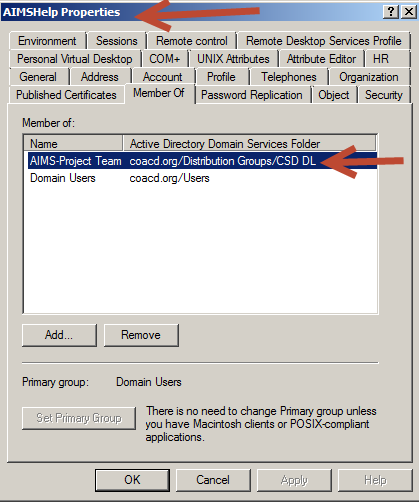 AIMSHelp Properties
Environment Sessions Remote control Remote Desktop Services Profile
Personal Virtual Desktop COM+ UNIX Attributes Attribute Editor HR
General Address Account Profile Telephones Organization
Published Certificates Member Of Password Replication Object Security
Member of:
Name Active Directory Domain Services Folder
AIMS-Project Team coacd.org/Distribution Groups/CSD DL
Domain Users coacd.org/Users
Add... Remove
Primary group: Domain Users
Set Primary Group There is no need to change Primary group unless
you have Macintosh clients or POSIX-compliant
applications.
OK Cancel Apply Help